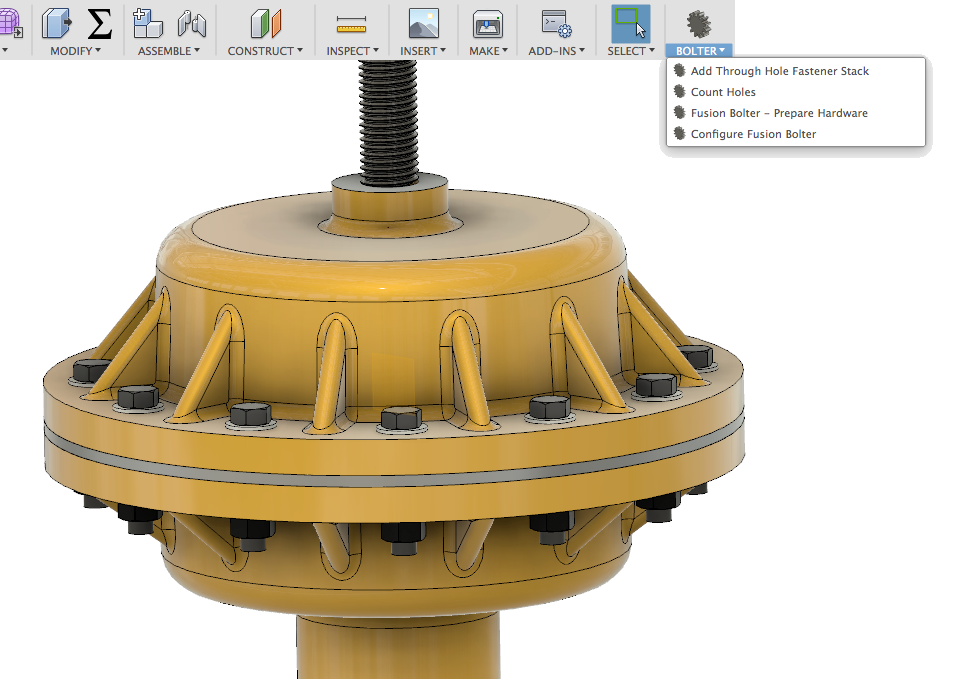 MODIFY ASSEMBLE CONSTRUCT INSPECT INSERT MAKE ADD-INS SELECT BOLTER
Add Through Hole Fastener Stack
Count Holes
Fusion Bolter - Prepare Hardware
Configure Fusion Bolter